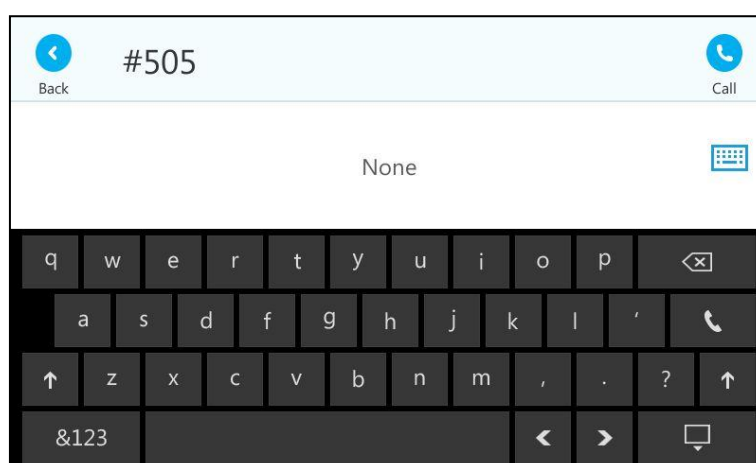 #505
Back
Call
None
q w e r t y u i o p
a s d f g h j k l '
z x c v b n m , . ?
&123